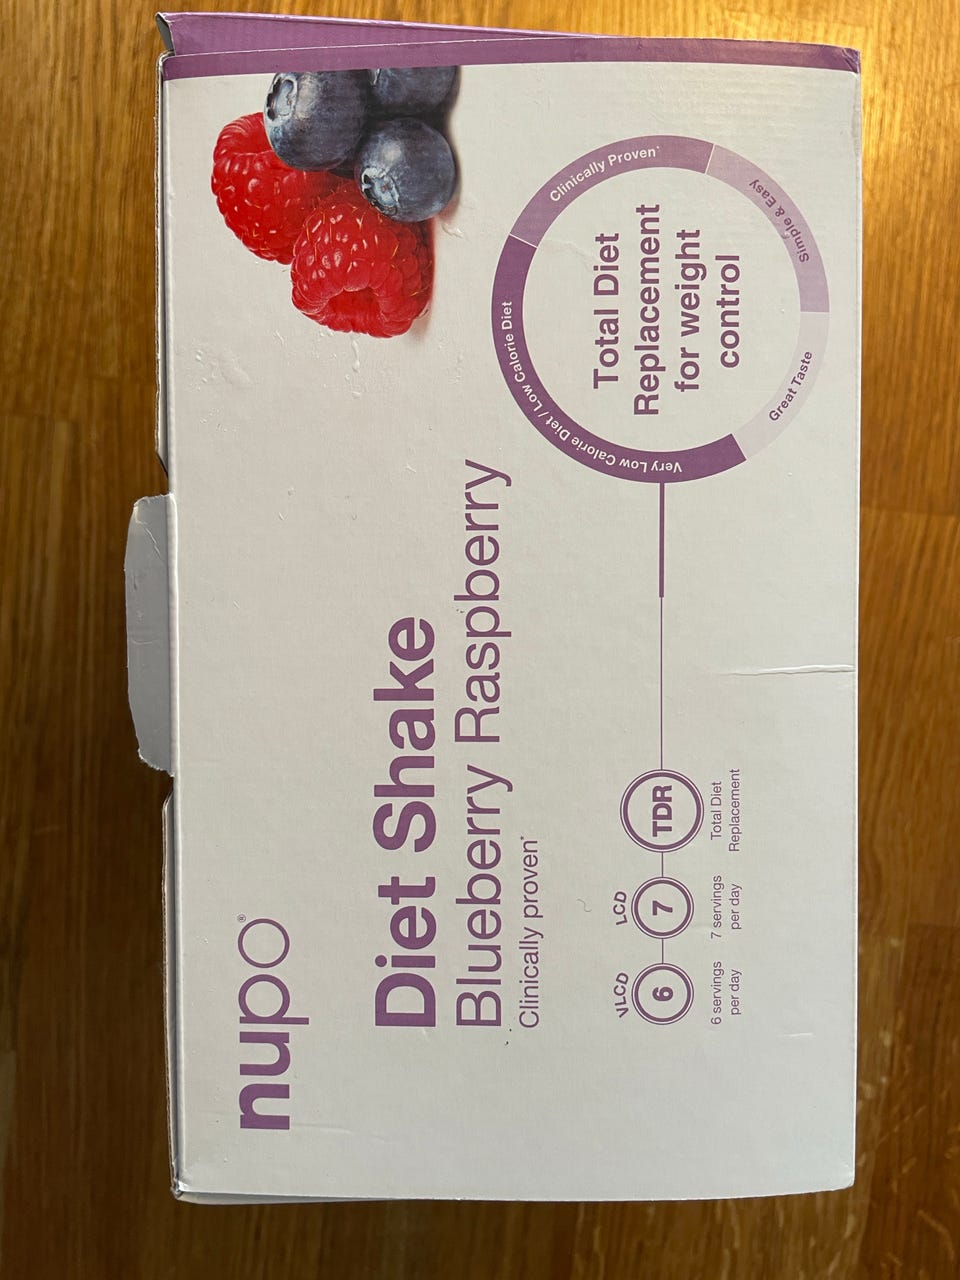 nupo®
Diet Shake
Blueberry Raspberry
Clinically proven*
VLCD
6
6 servings
per day
LCD
7
7 servings
per day
TDR
Total Diet
Replacement
Very Low Calorie Diet / Low Calorie Diet
Clinically Proven*
Simple & Easy
Great Taste
Total Diet
Replacement
for weight
control